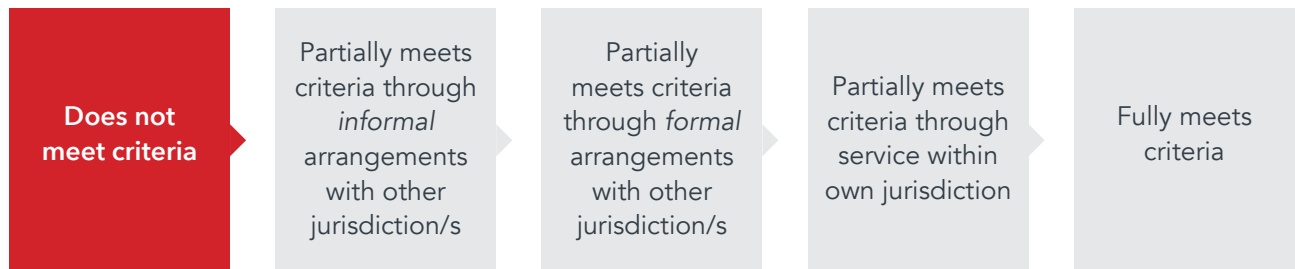 Does not
meet criteria
Partially meets
criteria through
informal
arrangements
with other
jurisdiction/s
Partially
meets criteria
through formal
arrangements
with other
jurisdiction/s
Partially meets
criteria through
service within
own jurisdiction
Fully meets
criteria